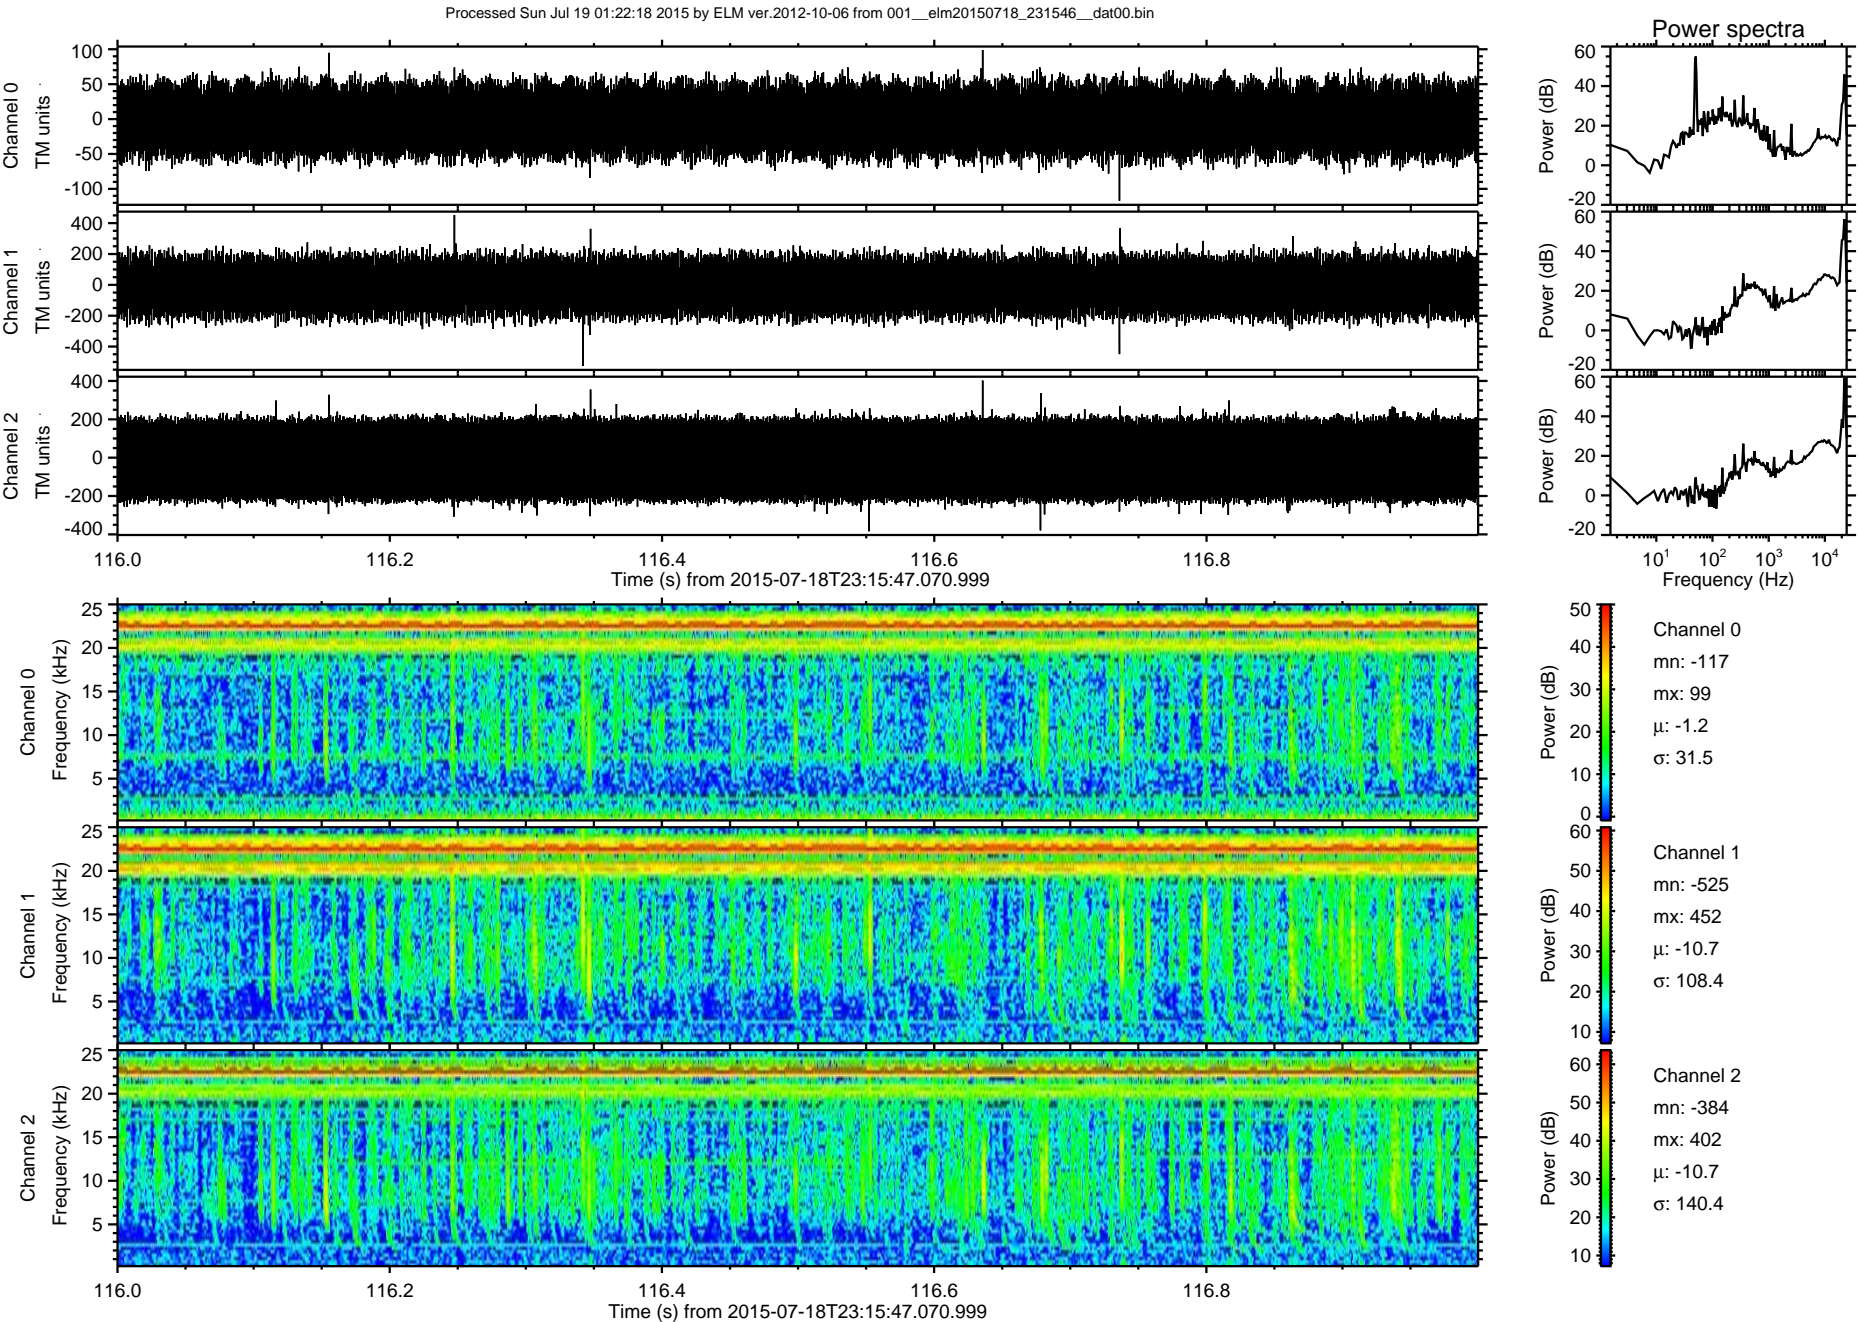 Processed Sun Jul 19 01:22:18 2015 by ELM ver.2012-10-06 from 001__elm20150718_231546__dat00.bin
Power spectra
Channel 0
TM units
100
50
0
-50
-100
Power (dB)
60
40
20
0
-20
Channel 1
TM units
400
200
0
-200
-400
Power (dB)
60
40
20
0
-20
Channel 2
TM units
400
200
0
-200
-400
Power (dB)
60
40
20
0
-20
116.0 116.2 116.4 116.6 116.8
Time (s) from 2015-07-18T23:15:47.070.999
10¹ 10² 10³ 10⁴
Frequency (Hz)
Channel 0
Frequency (kHz)
25
20
15
10
5
Power (dB)
50
40
30
20
10
0
Channel 0
mn: -117
mx: 99
µ: -1.2
σ: 31.5
Channel 1
Frequency (kHz)
25
20
15
10
5
Power (dB)
60
50
40
30
20
10
Channel 1
mn: -525
mx: 452
µ: -10.7
σ: 108.4
Channel 2
Frequency (kHz)
25
20
15
10
5
Power (dB)
60
50
40
30
20
10
Channel 2
mn: -384
mx: 402
µ: -10.7
σ: 140.4
116.0 116.2 116.4 116.6 116.8
Time (s) from 2015-07-18T23:15:47.070.999